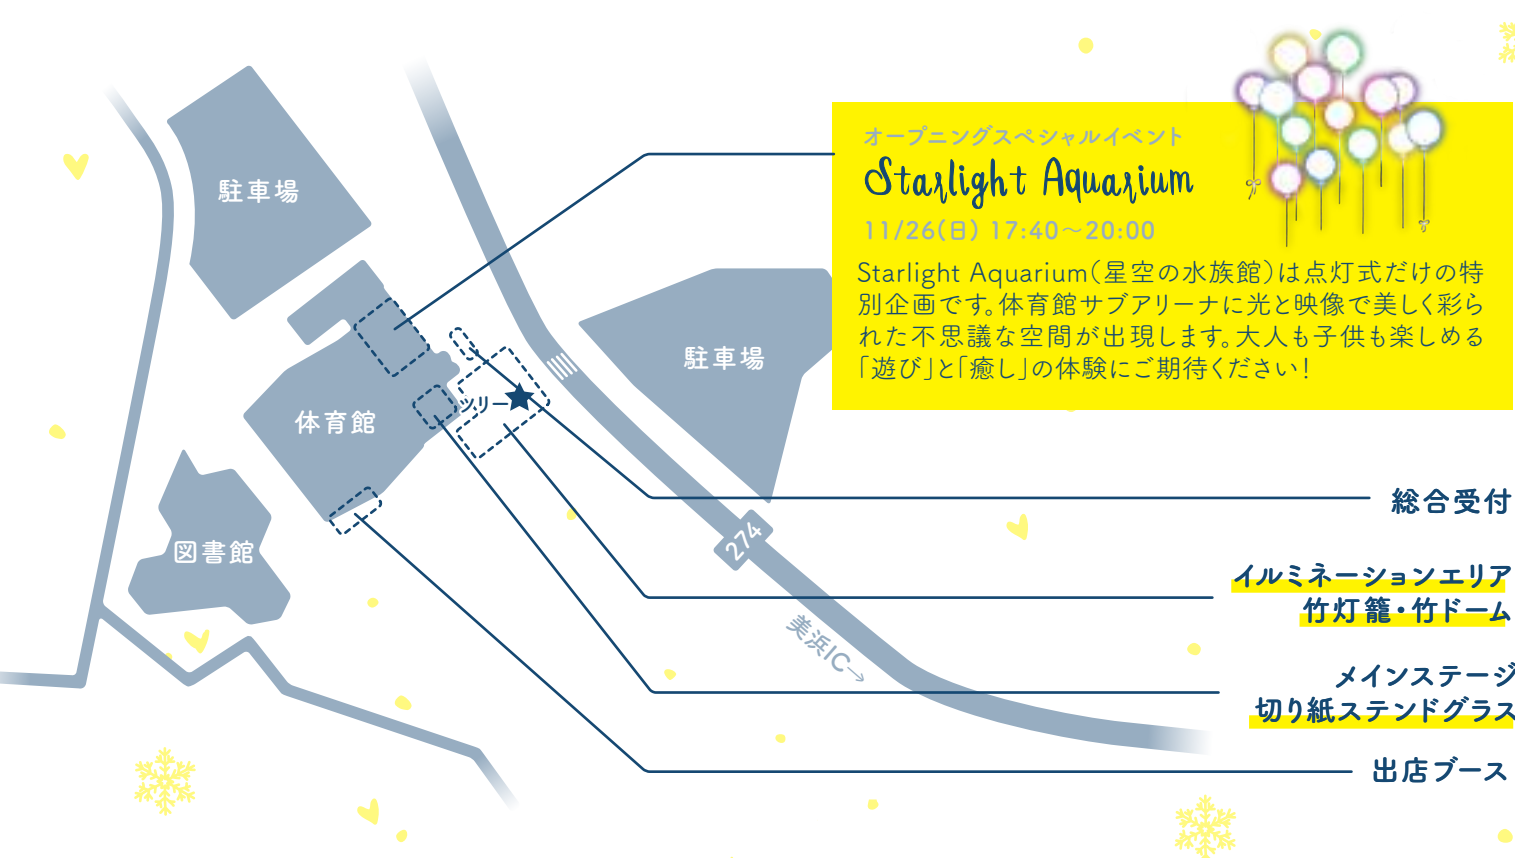 オープニングスペシャルイベント
Starlight Aquarium
11/26(日) 17:40～20:00
Starlight Aquarium（星空の水族館）は点灯式だけの特
別企画です。体育館サブアリーナに光と映像で美しく彩ら
れた不思議な空間が出現します。大人も子供も楽しめる
「遊び」と「癒し」の体験にご期待ください！
駐車場
駐車場
体育館
ツリー
図書館
274
美浜IC→
総合受付
イルミネーションエリア
竹灯籠・竹ドーム
メインステージ
切り紙ステンドグラス
出店ブース